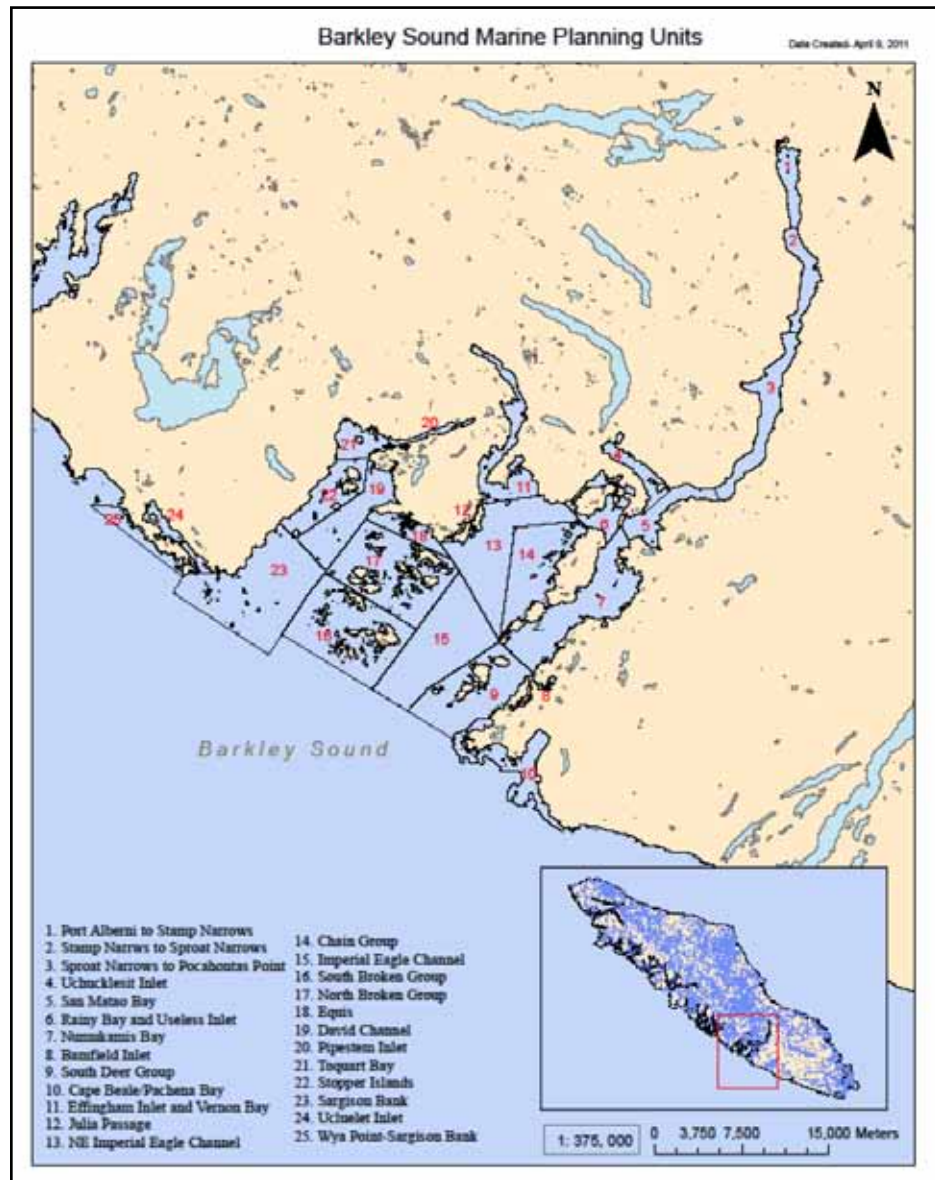 Barkley Sound Marine Planning Units
Date Created- April 9, 2011
N
1
2
3
20
21
4
22
19
11
12
24
25
6
5
13
18
14
17
23
7
16
15
9
8
Barkley Sound
10
1. Port Alberni to Stamp Narrows
2. Stamp Narrws to Sproat Narrows
3. Sproat Narrows to Pocahontas Point
4. Uchucklesit Inlet
5. San Matao Bay
6. Rainy Bay and Useless Inlet
7. Numukamis Bay
8. Bamfield Inlet
9. South Deer Group
10. Cape Beale/Pachena Bay
11. Effingham Inlet and Vernon Bay
12. Julia Passage
13. NE Imperial Eagle Channel
14. Chain Group
15. Imperial Eagle Channel
16. South Broken Group
17. North Broken Group
18. Equis
19. David Channel
20. Pipestem Inlet
21. Toquart Bay
22. Stopper Islands
23. Sargison Bank
24. Ucluelet Inlet
25. Wya Point-Sargison Bank
1: 375, 000
0 3,750 7,500 15,000 Meters